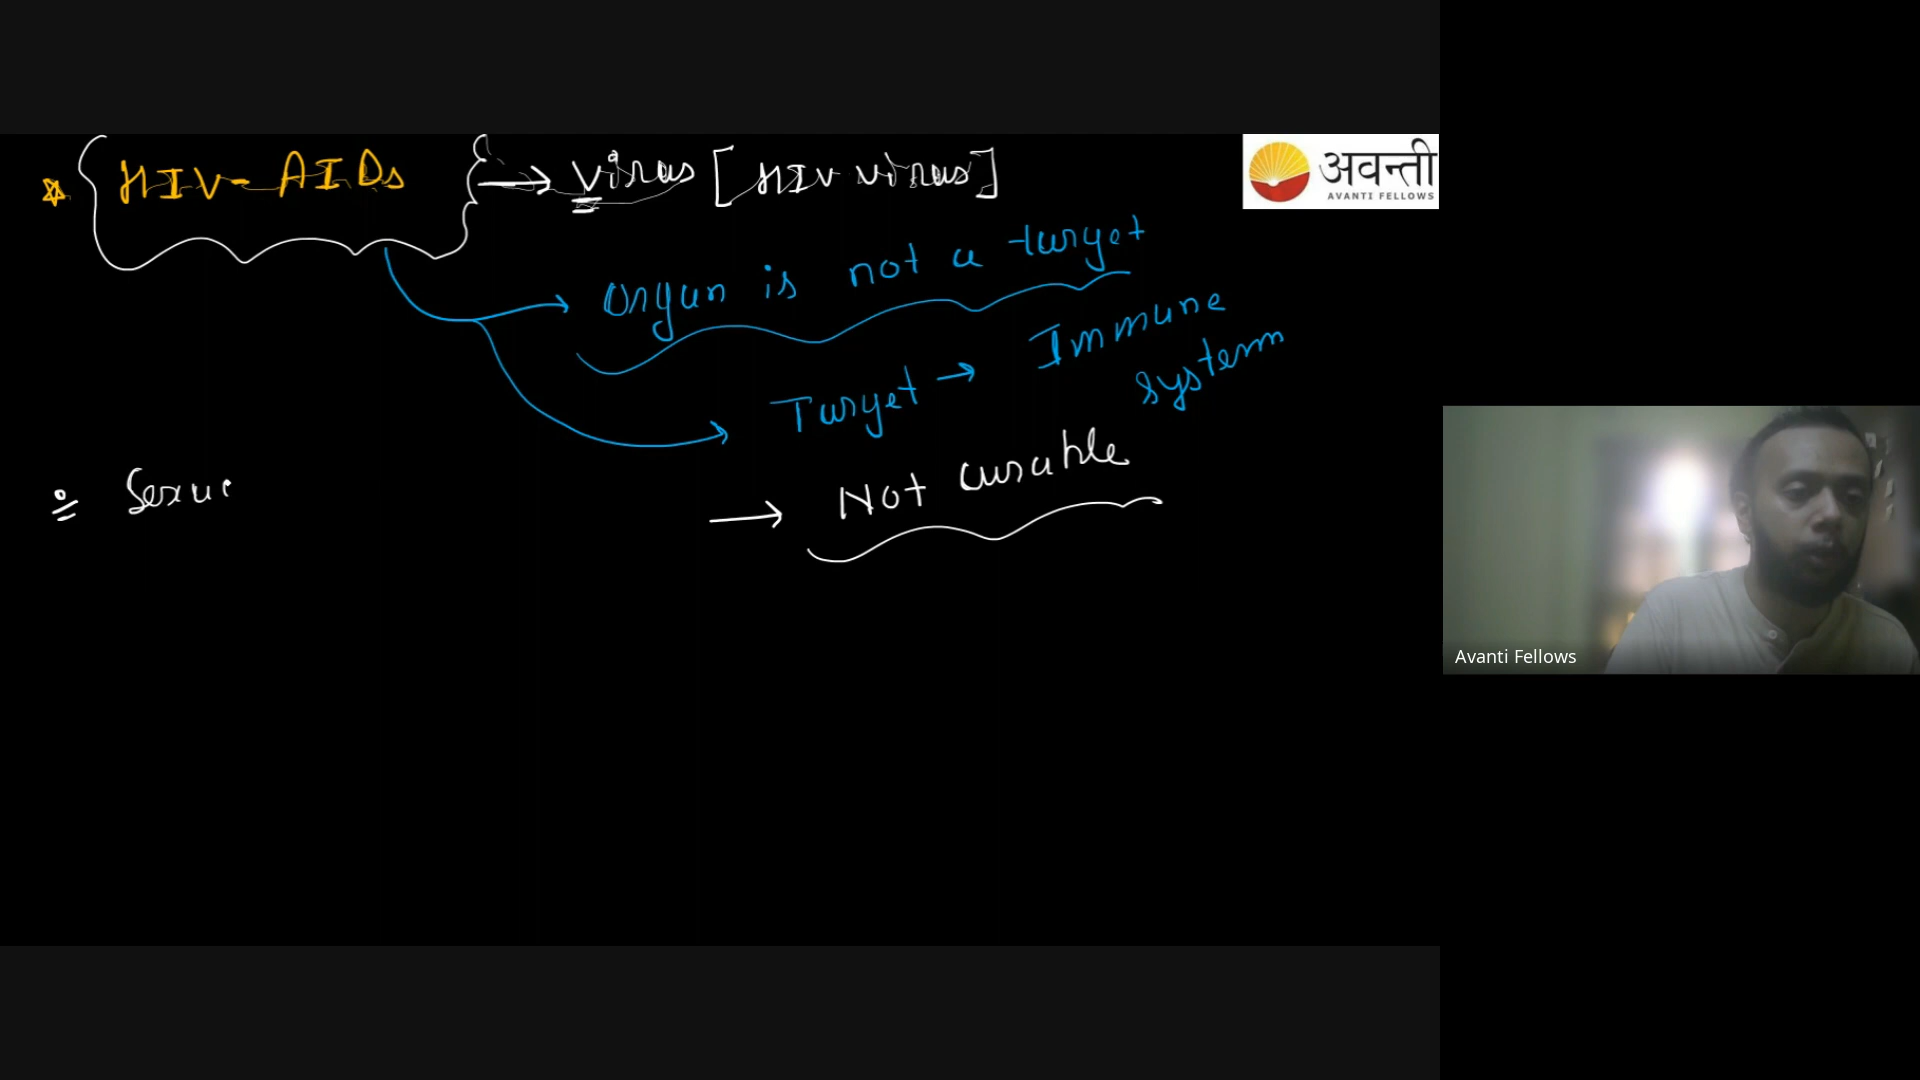 HIV-AIDs → Virus [HIV virus]
अवन्ती
AVANTI FELLOWS
Organ is not a target
Target → Immune
system
→ Not curable
Sexu
Avanti Fellows